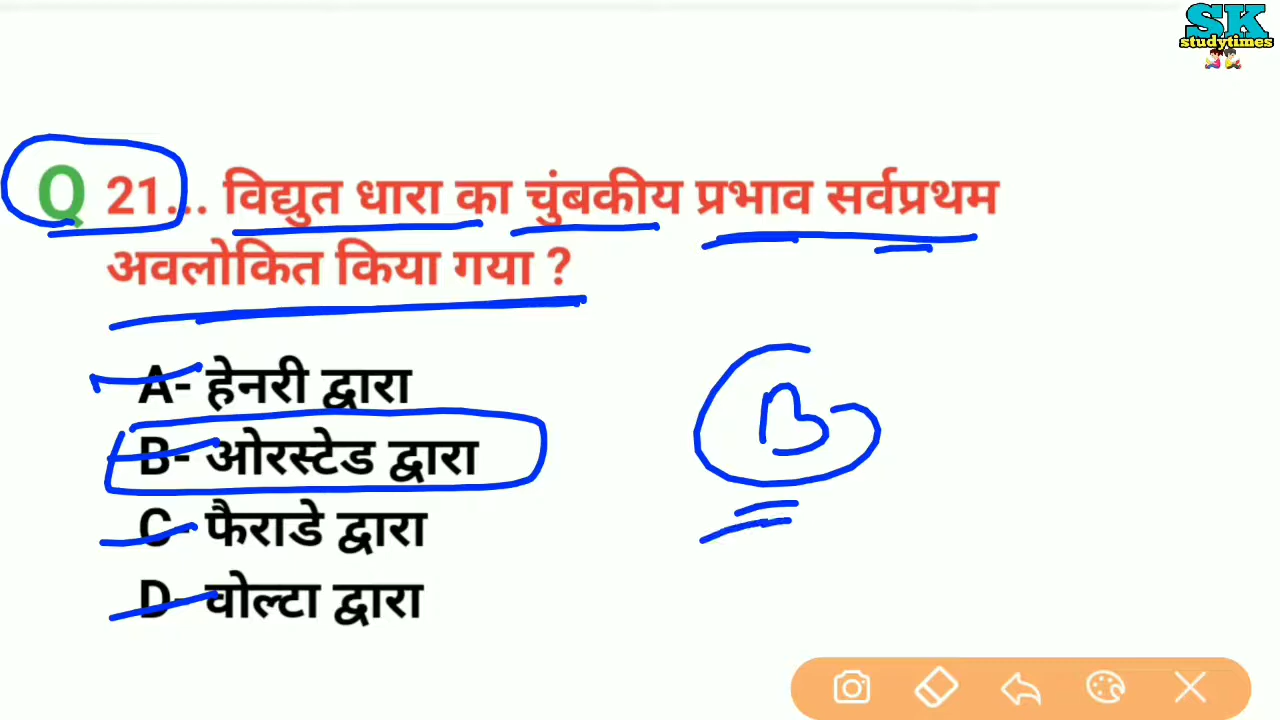 SK
studytimes
Q 21... विद्युत धारा का चुंबकीय प्रभाव सर्वप्रथम
अवलोकित किया गया ?
A- हेनरी द्वारा
B- ओरस्टेड द्वारा
B
C- फैराडे द्वारा
D- वोल्टा द्वारा